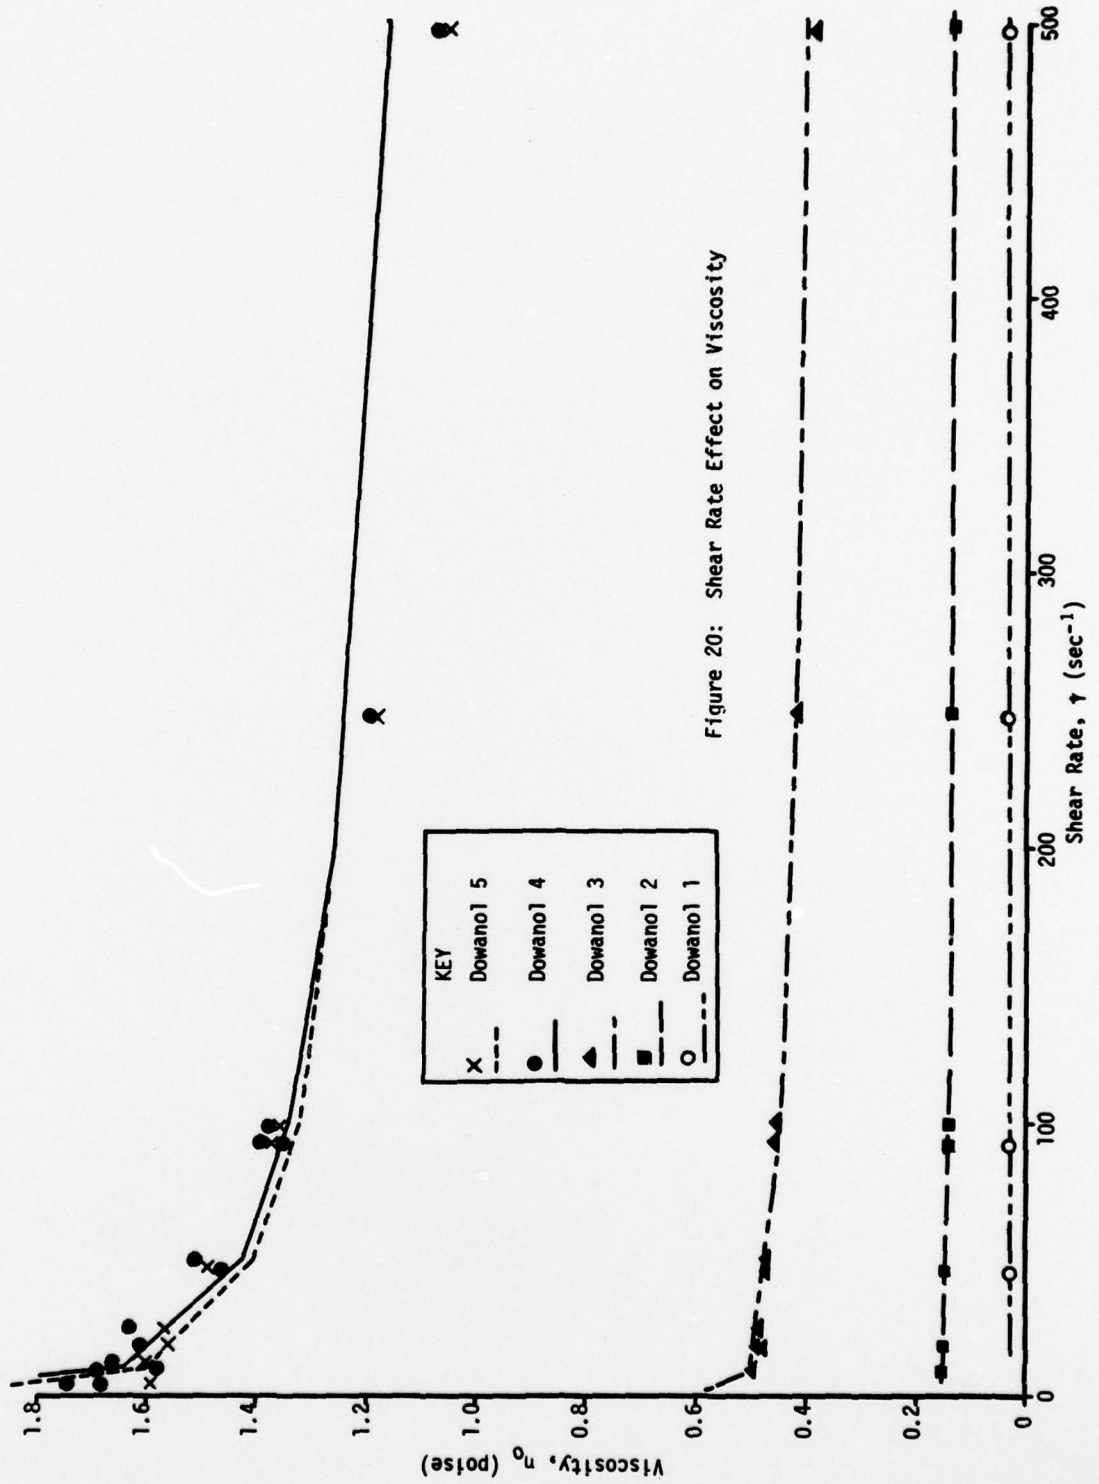 Viscosity, η₀ (poise)
1.8
1.6
1.4
1.2
1.0
0.8
0.6
0.4
0.2
0
KEY
Dowanol 5
Dowanol 4
Dowanol 3
Dowanol 2
Dowanol 1
Figure 20: Shear Rate Effect on Viscosity
0
100
200
300
400
500
Shear Rate, γ (sec⁻¹)